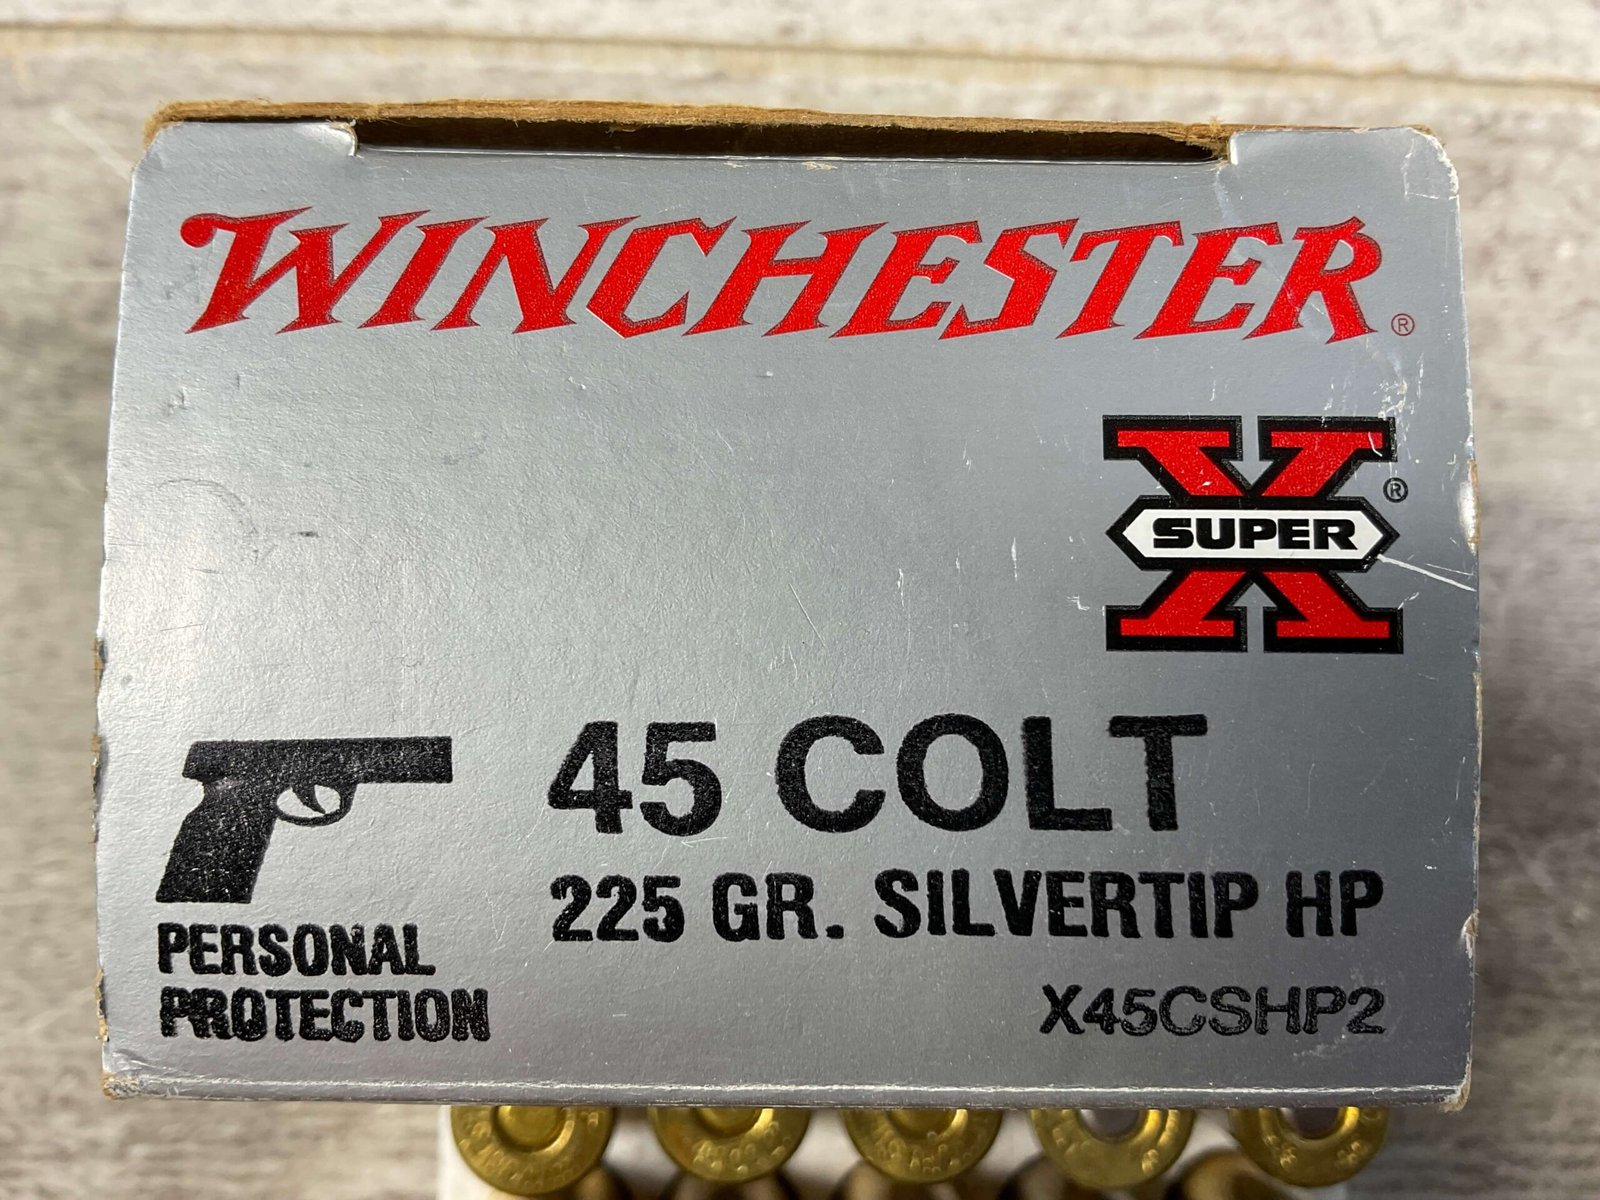 WINCHESTER®
X®
SUPER
45 COLT
225 GR. SILVERTIP HP
PERSONAL
PROTECTION
X45CSHP2